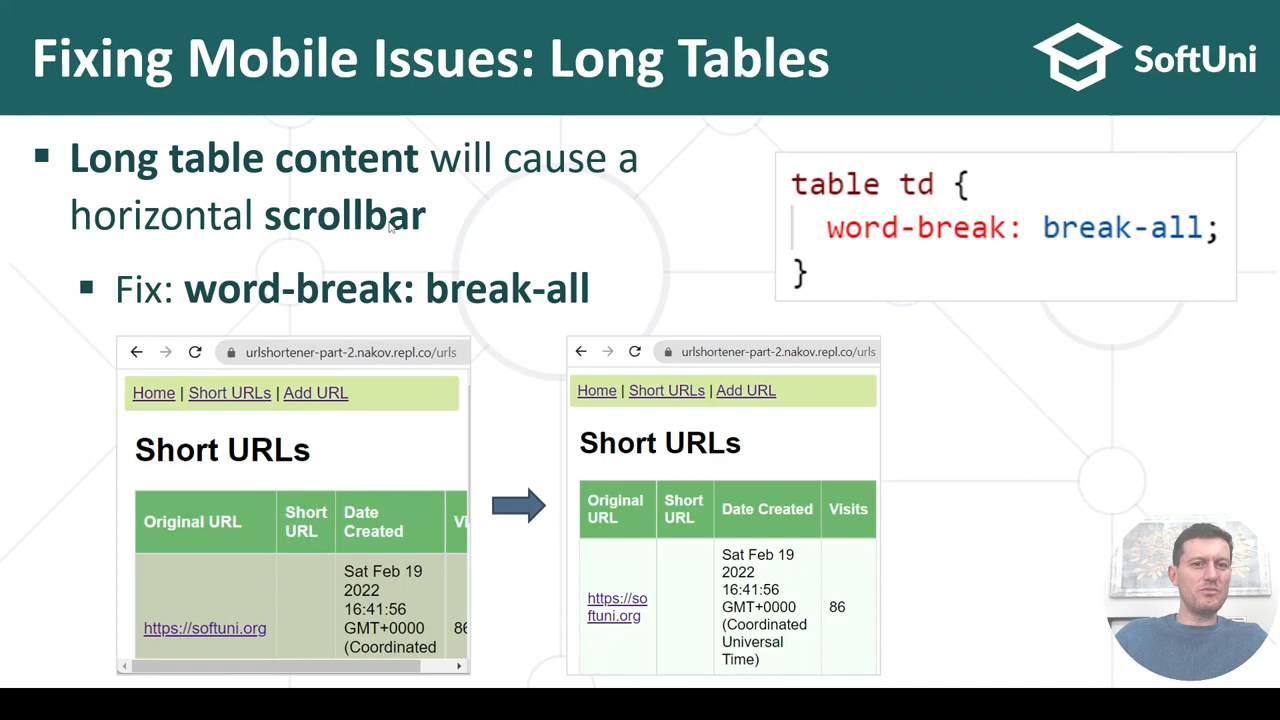 Fixing Mobile Issues: Long Tables
SoftUni
▪ Long table content will cause a
horizontal scrollbar
▪ Fix: word-break: break-all
table td {
word-break: break-all;
}
urlshortener-part-2.nakov.repl.co/urls
Home | Short URLs | Add URL
Short URLs
Original URL
Short
URL
Date
Created
Vi
https://softuni.org
Sat Feb 19
2022
16:41:56
GMT+0000
(Coordinated
86
urlshortener-part-2.nakov.repl.co/urls
Home | Short URLs | Add URL
Short URLs
Original
URL
Short
URL
Date Created
Visits
https://so
ftuni.org
Sat Feb 19
2022
16:41:56
GMT+0000
(Coordinated
Universal
Time)
86